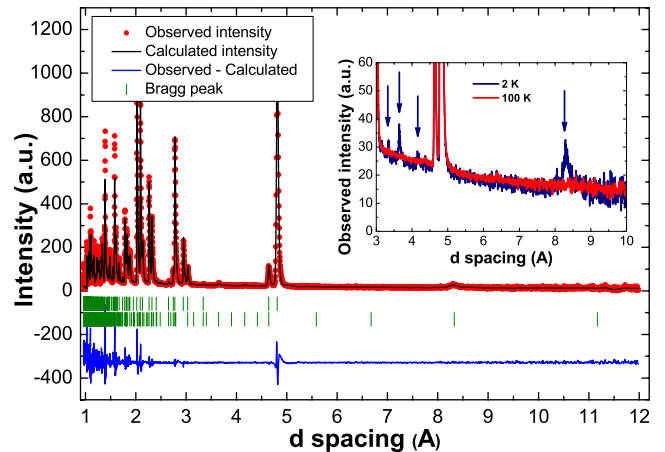 Observed intensity
Calculated intensity
Observed - Calculated
Bragg peak
Intensity (a.u.)
1200
1000
800
600
400
200
0
-200
-400
1 2 3 4 5 6 7 8 9 10 11 12
d spacing (A)
Observed intensity (a.u.)
60
50
40
30
20
10
0
2 K
100 K
3 4 5 6 7 8 9 10
d spacing (A)